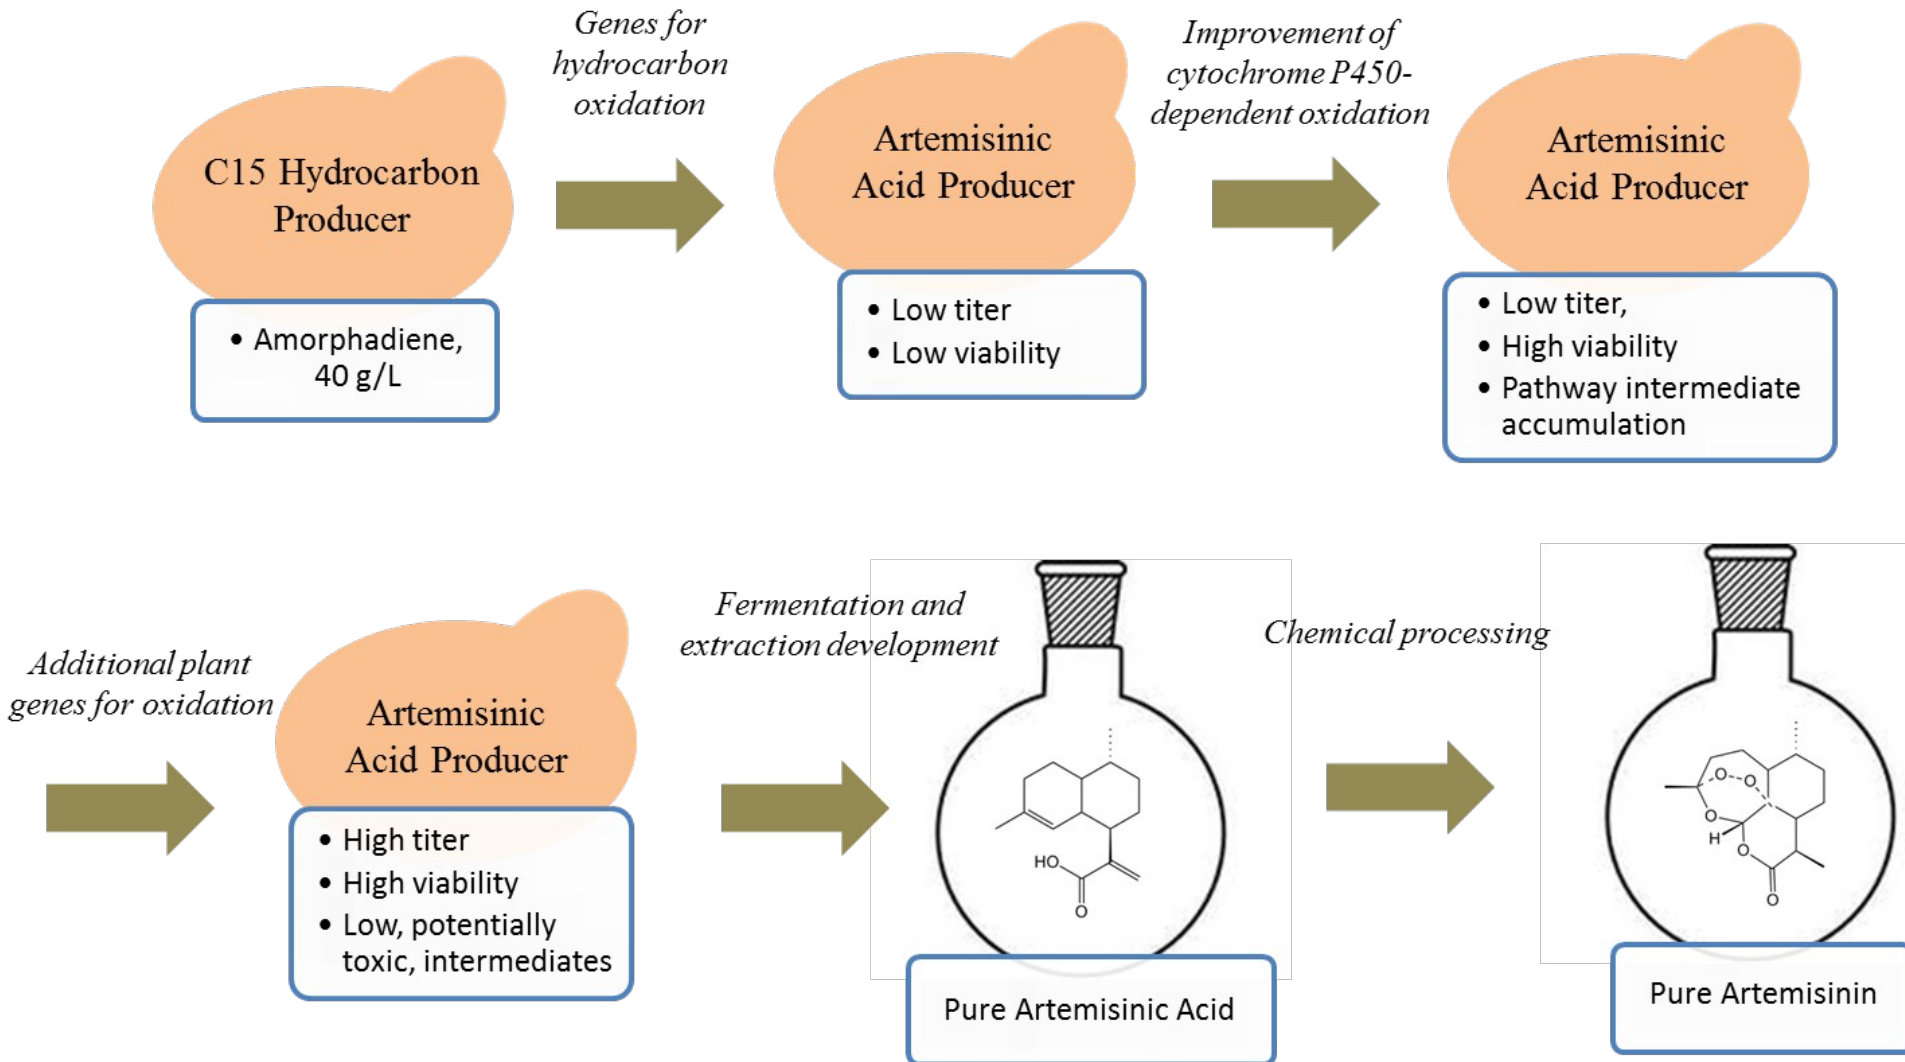 Genes for
hydrocarbon
oxidation
Improvement of
cytochrome P450-
dependent oxidation
C15 Hydrocarbon
Producer
Artemisinic
Acid Producer
Artemisinic
Acid Producer
• Amorphadiene,
40 g/L
• Low titer
• Low viability
• Low titer,
• High viability
• Pathway intermediate
accumulation
Additional plant
genes for oxidation
Artemisinic
Acid Producer
• High titer
• High viability
• Low, potentially
toxic, intermediates
Fermentation and
extraction development
HO
O
Pure Artemisinic Acid
Chemical processing
O
O
O
H
O
O
Pure Artemisinin